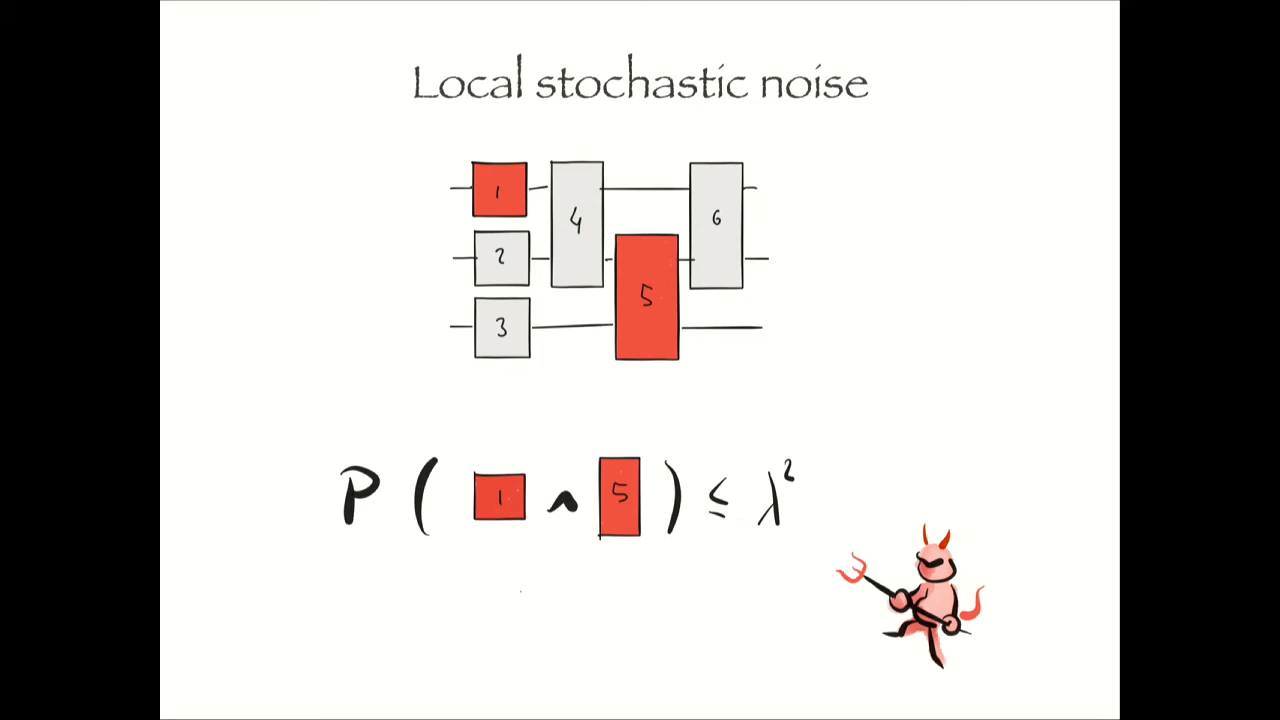 Local stochastic noise
1 4 6
2
5
3
P ( 1 ∧ 5 ) ≤ λ²